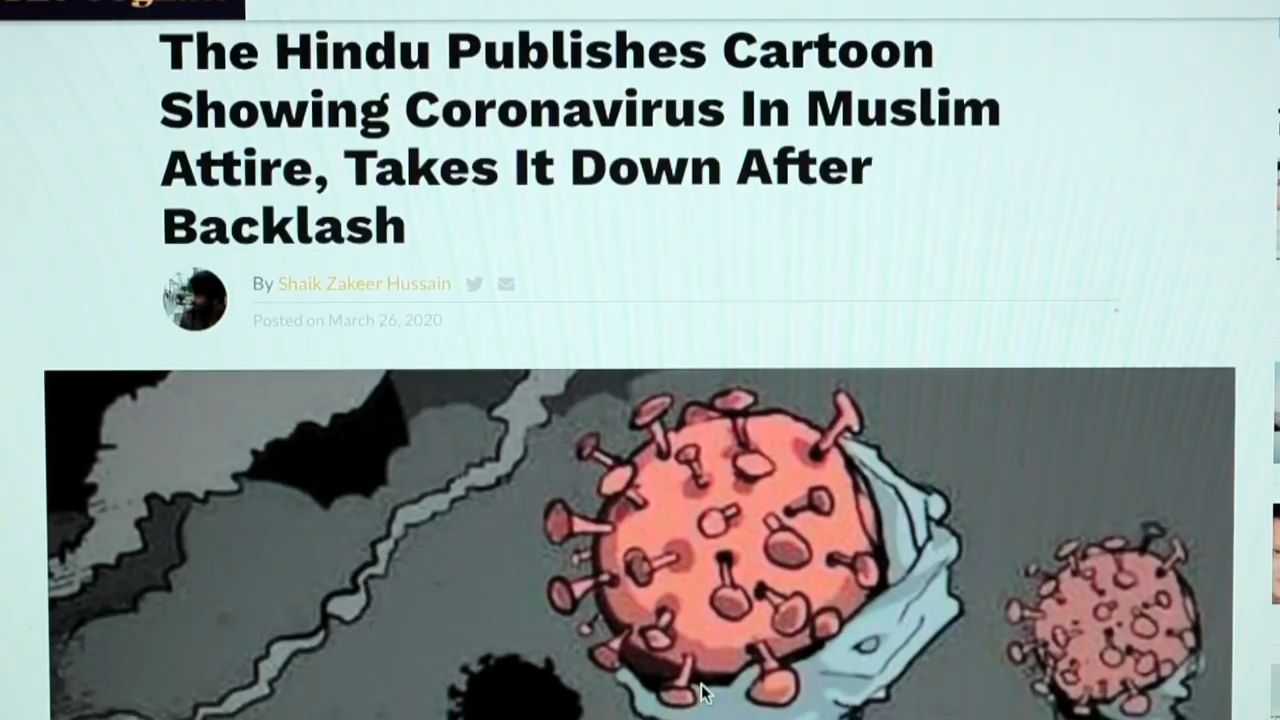 The Hindu Publishes Cartoon
Showing Coronavirus In Muslim
Attire, Takes It Down After
Backlash
By Shaik Zakeer Hussain
Posted on March 26, 2020